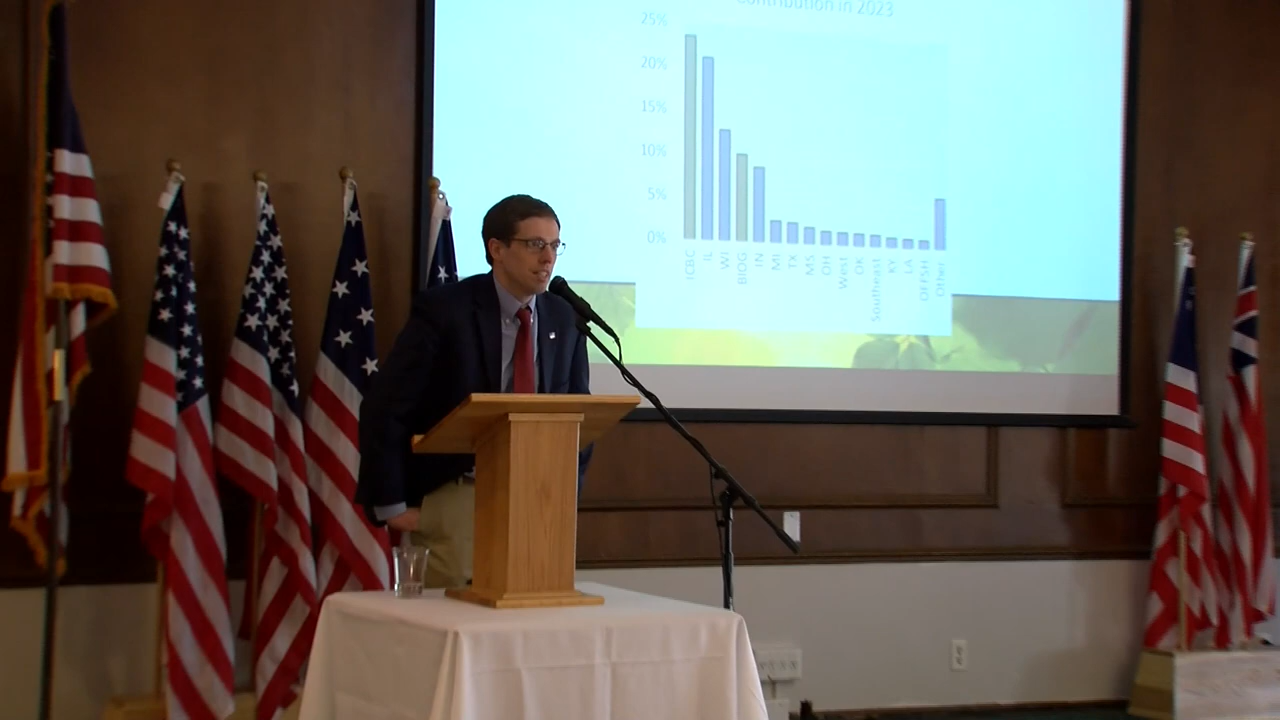 Contribution in 2023
25%
20%
15%
10%
5%
0%
ICBC
IL
WI
BIOG
IN
MI
TX
MS
OH
West
OK
Southeast
KY
LA
OFFSH
Other